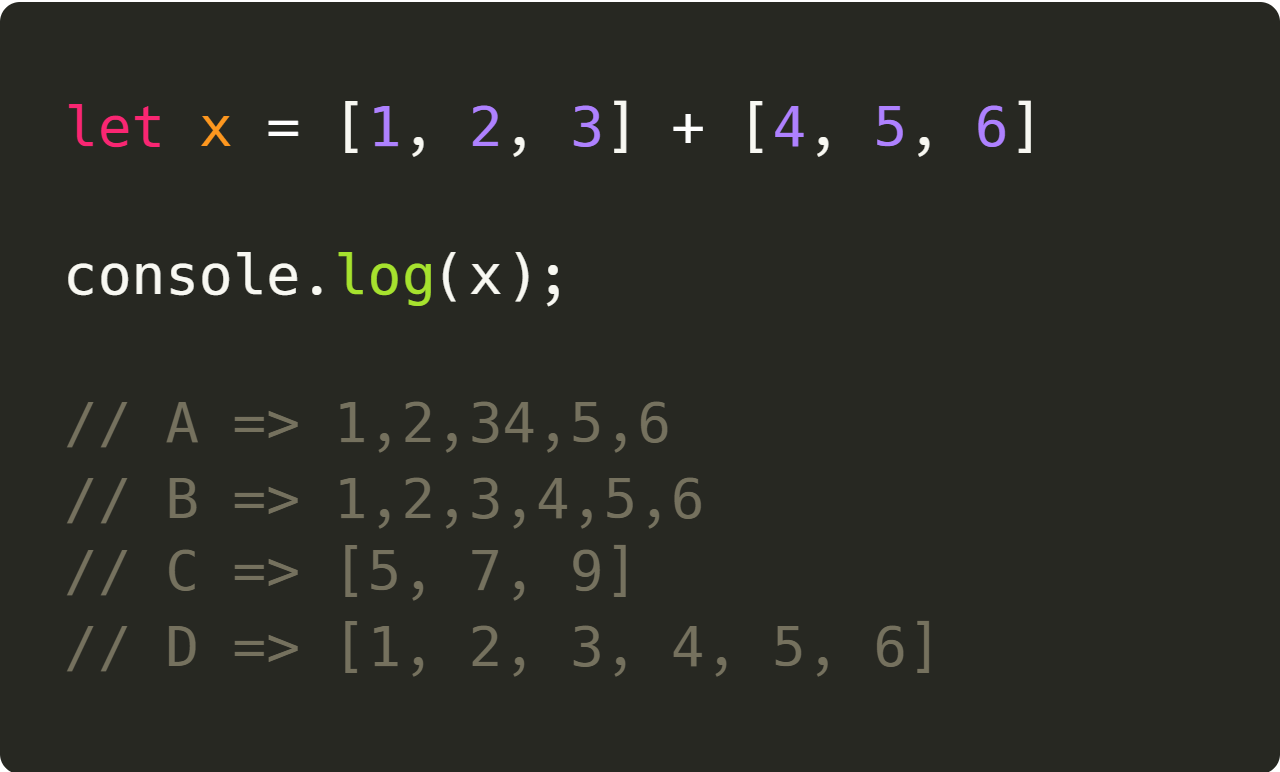 let x = [1, 2, 3] + [4, 5, 6]
console.log(x);
// A => 1,2,34,5,6
// B => 1,2,3,4,5,6
// C => [5, 7, 9]
// D => [1, 2, 3, 4, 5, 6]